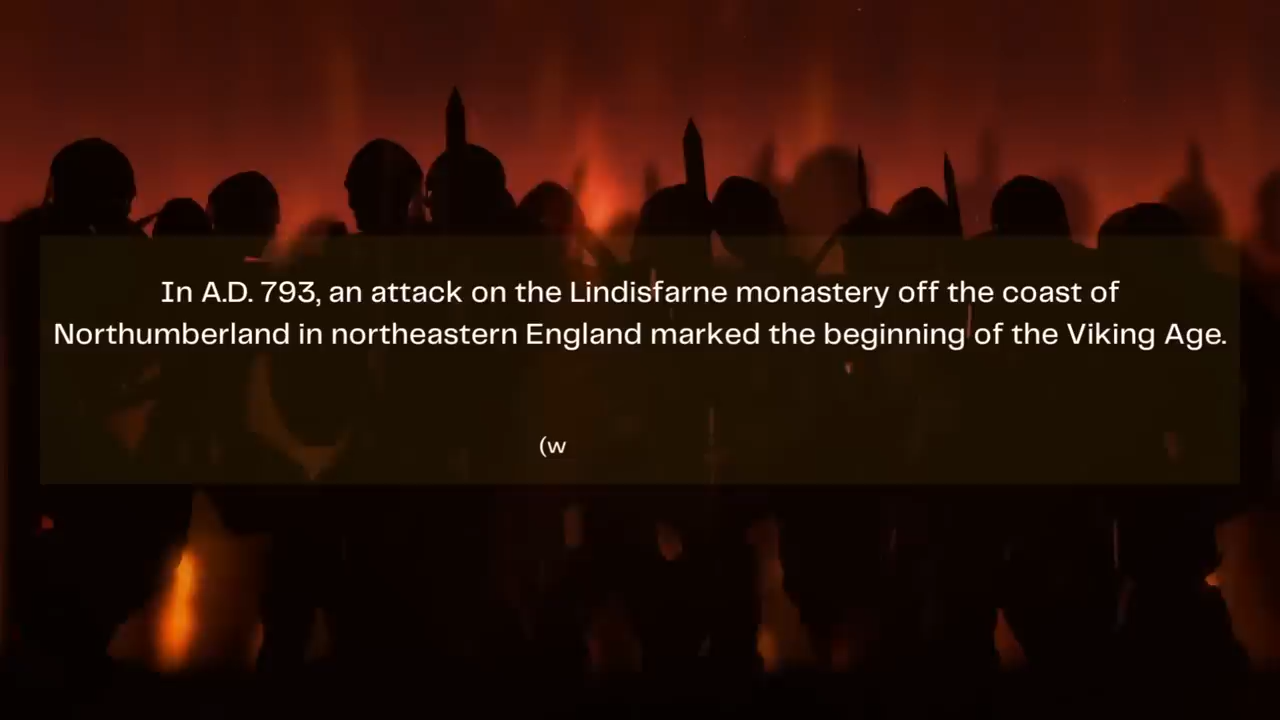 In A.D. 793, an attack on the Lindisfarne monastery off the coast of
Northumberland in northeastern England marked the beginning of the Viking Age.
(w